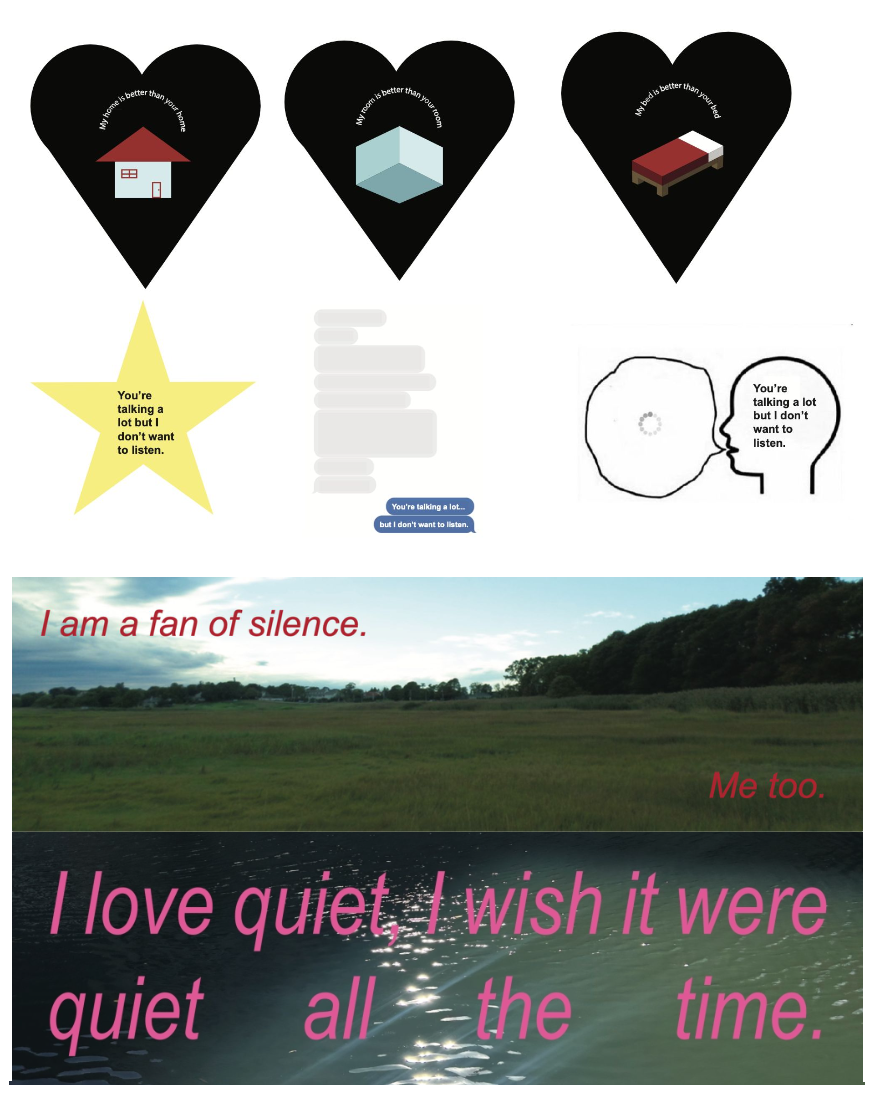 My home is better than your home
My room is better than your room
My bed is better than your bed
You're
talking a
lot but I
don't want
to listen.
You're talking a lot...
but I don't want to listen.
You're
talking a lot
but I don't
want to
listen.
I am a fan of silence.
Me too.
I love quiet, I wish it were
quiet all the time.